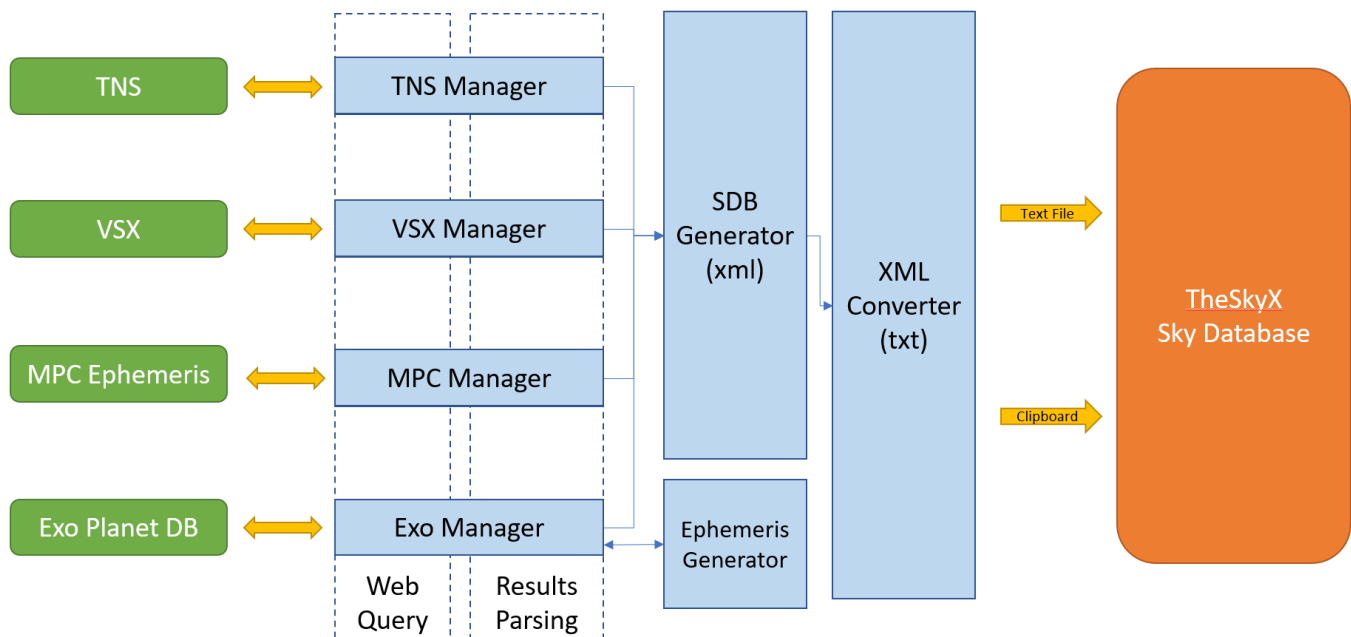 TNS
TNS Manager
VSX
VSX Manager
MPC Ephemeris
MPC Manager
Exo Planet DB
Exo Manager
Web
Query
Results
Parsing
SDB
Generator
(xml)
Ephemeris
Generator
XML
Converter
(txt)
Text File
Clipboard
TheSkyX
Sky Database